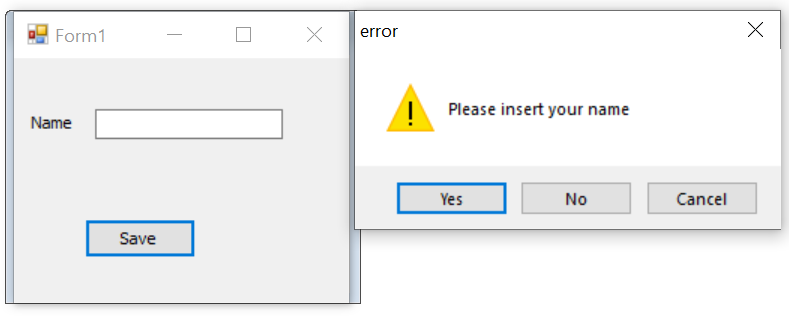 Form1
Name
Save
error
Please insert your name
Yes
No
Cancel